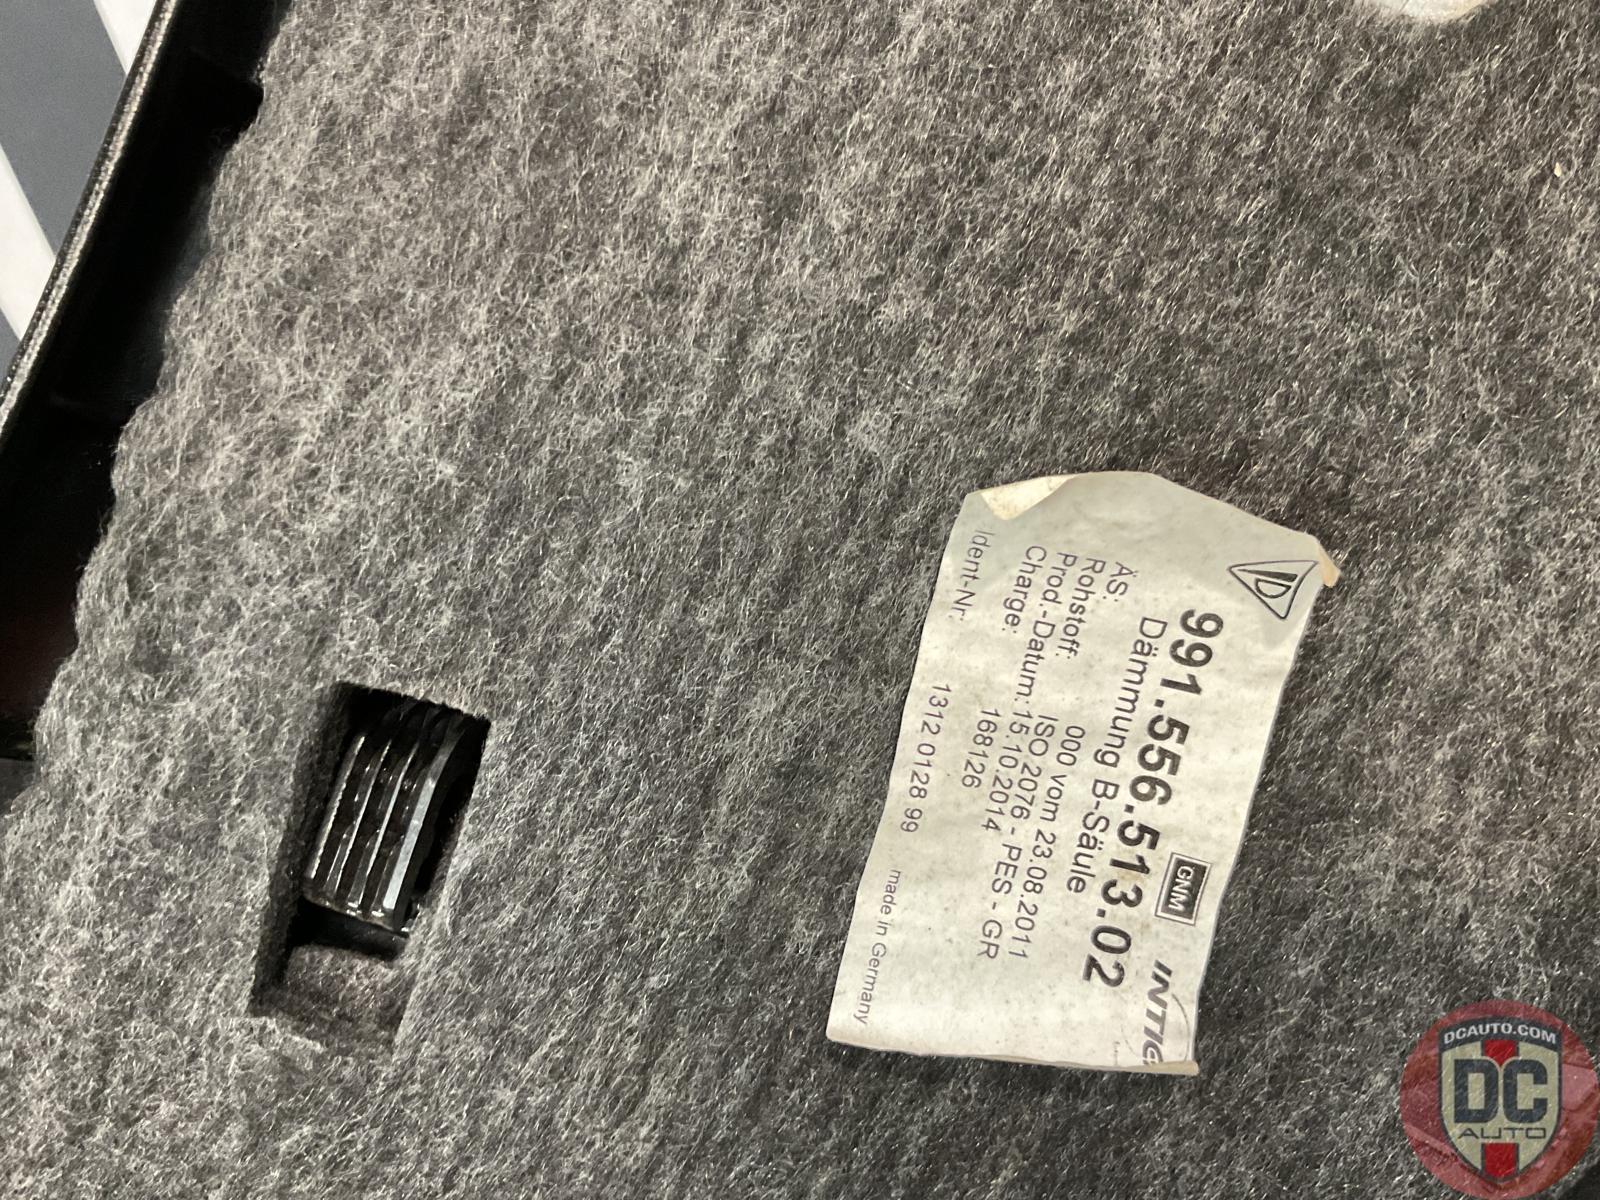 D
GNM
991.556.513.02
Dämmung B-Säule
ÄS: 000 vom 23.08.2011
Rohstoff: ISO 2076 - PES - GR
Prod.-Datum: 15.10.2014
Charge: 168126
Ident-Nr: 1312 0128 99 made in Germany
DCAUTO.COM
DC
AUTO